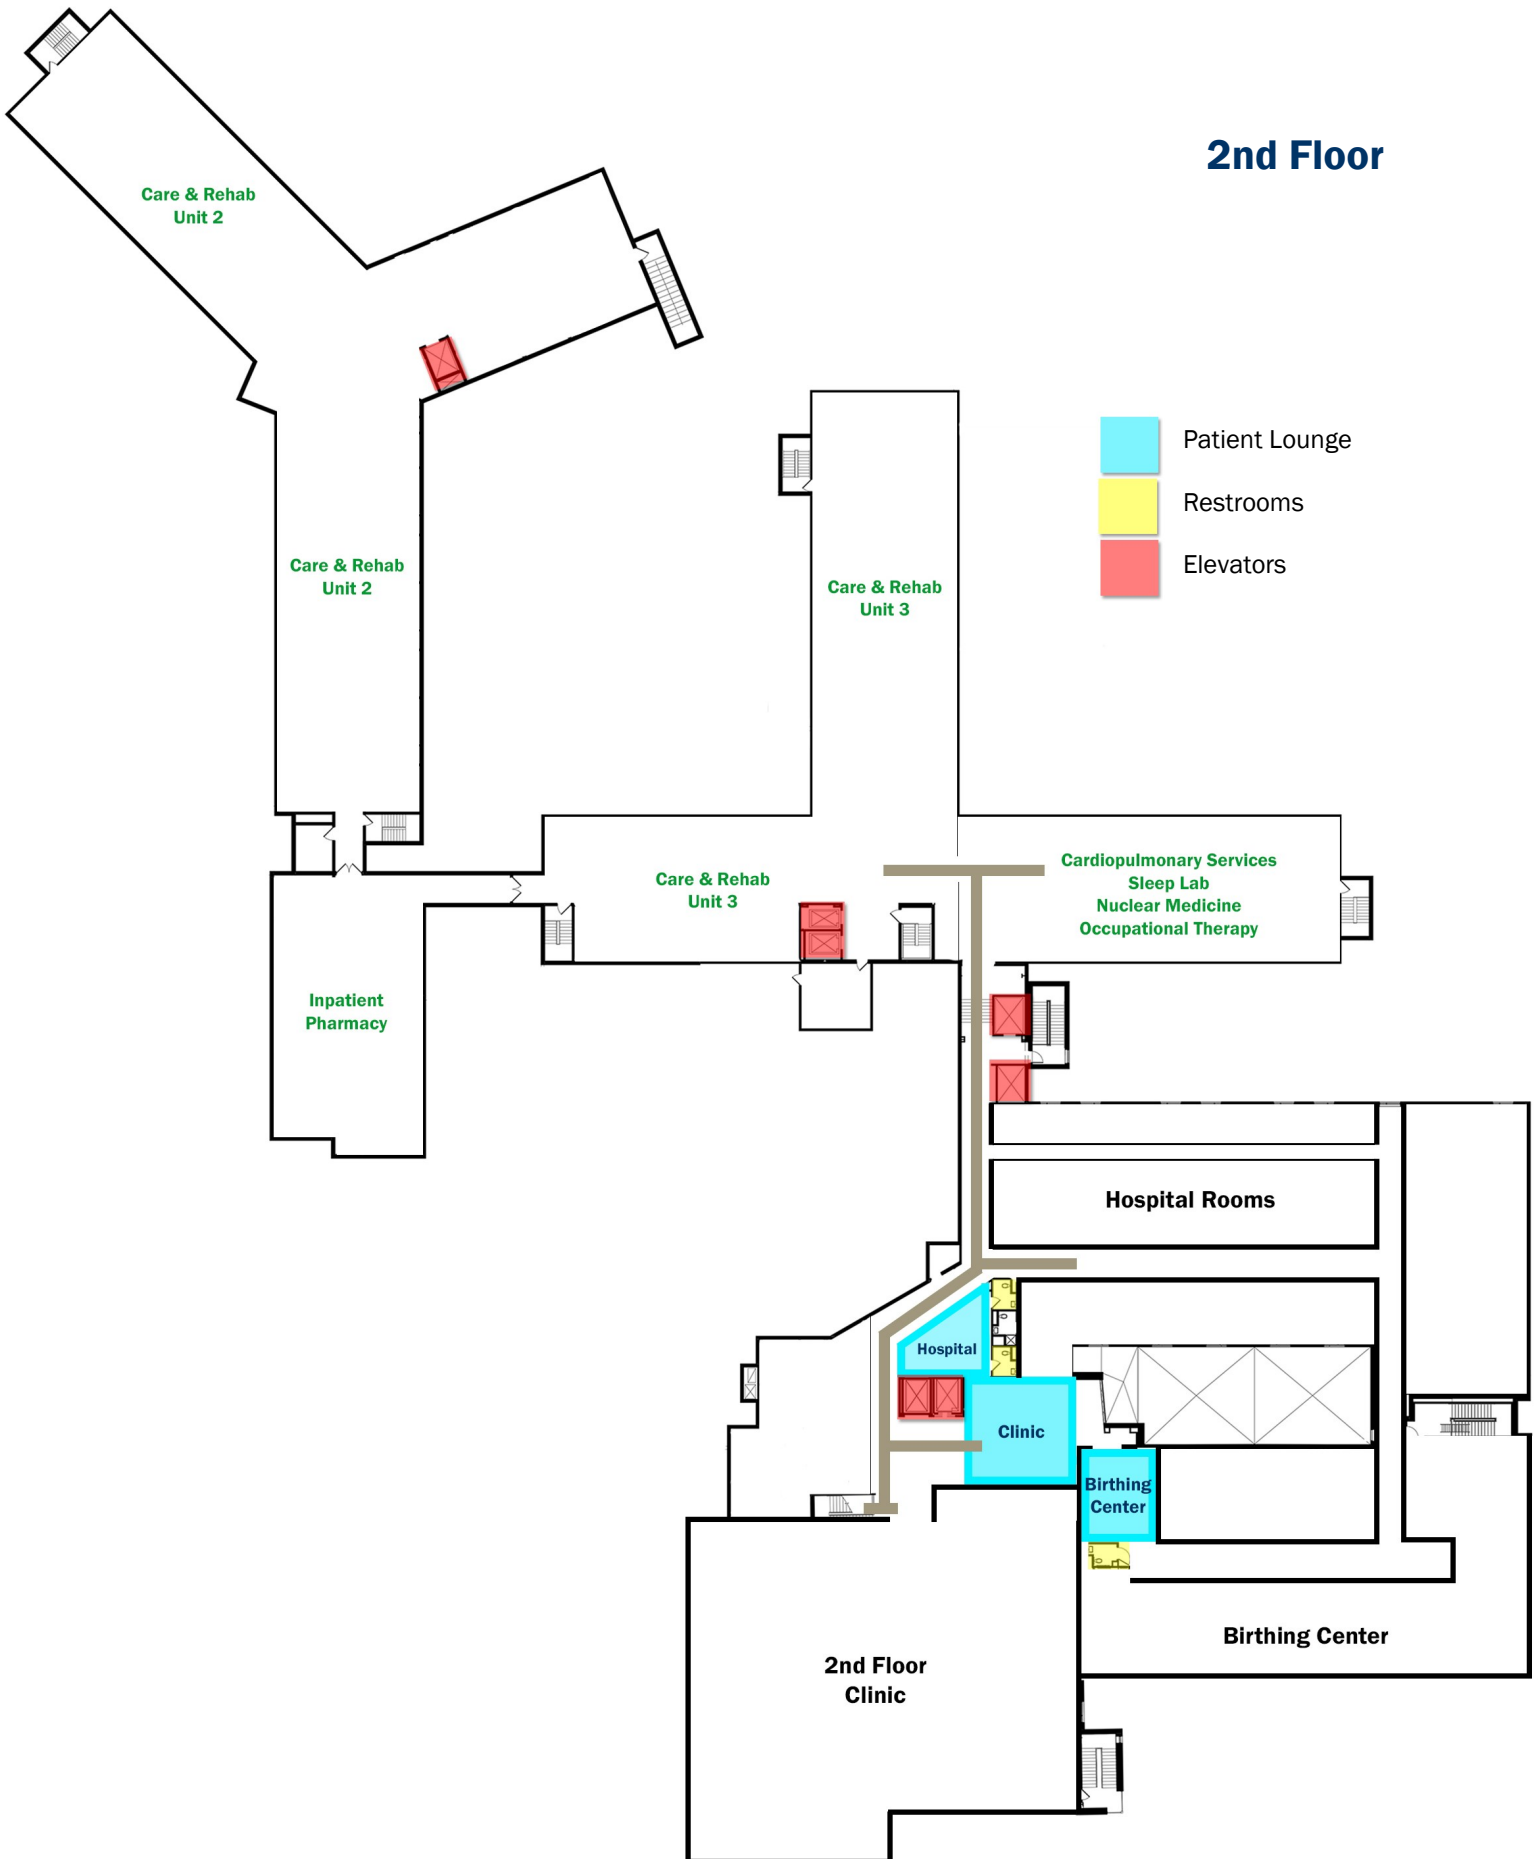 2nd Floor
Care & Rehab
Unit 2
Patient Lounge
Restrooms
Elevators
Care & Rehab
Unit 2
Care & Rehab
Unit 3
Care & Rehab
Unit 3
Cardiopulmonary Services
Sleep Lab
Nuclear Medicine
Occupational Therapy
Inpatient
Pharmacy
Hospital Rooms
Hospital
Clinic
Birthing
Center
Birthing Center
2nd Floor
Clinic